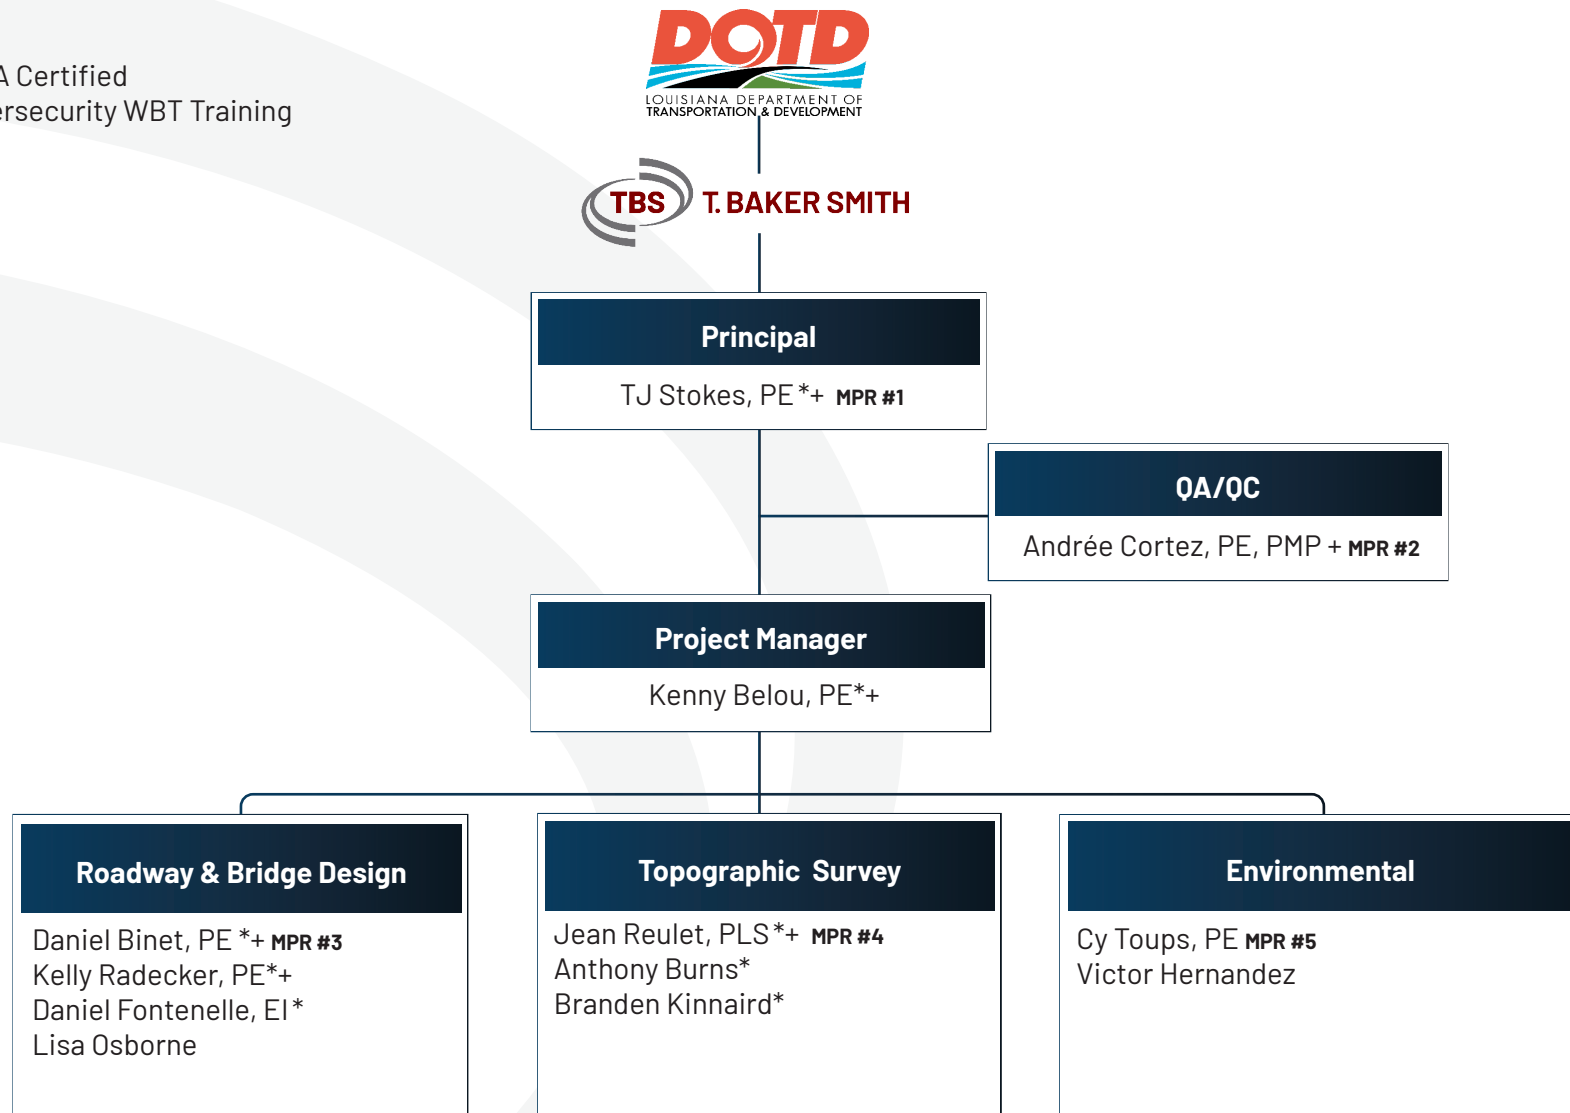 A Certified
ersecurity WBT Training
DOTD
LOUISIANA DEPARTMENT OF
TRANSPORTATION & DEVELOPMENT
TBS T. BAKER SMITH
Principal
TJ Stokes, PE*+ MPR #1
QA/QC
Andrée Cortez, PE, PMP + MPR #2
Project Manager
Kenny Belou, PE*+
Roadway & Bridge Design
Daniel Binet, PE *+ MPR #3
Kelly Radecker, PE*+
Daniel Fontenelle, EI*
Lisa Osborne
Topographic Survey
Jean Reulet, PLS*+ MPR #4
Anthony Burns*
Branden Kinnaird*
Environmental
Cy Toups, PE MPR #5
Victor Hernandez